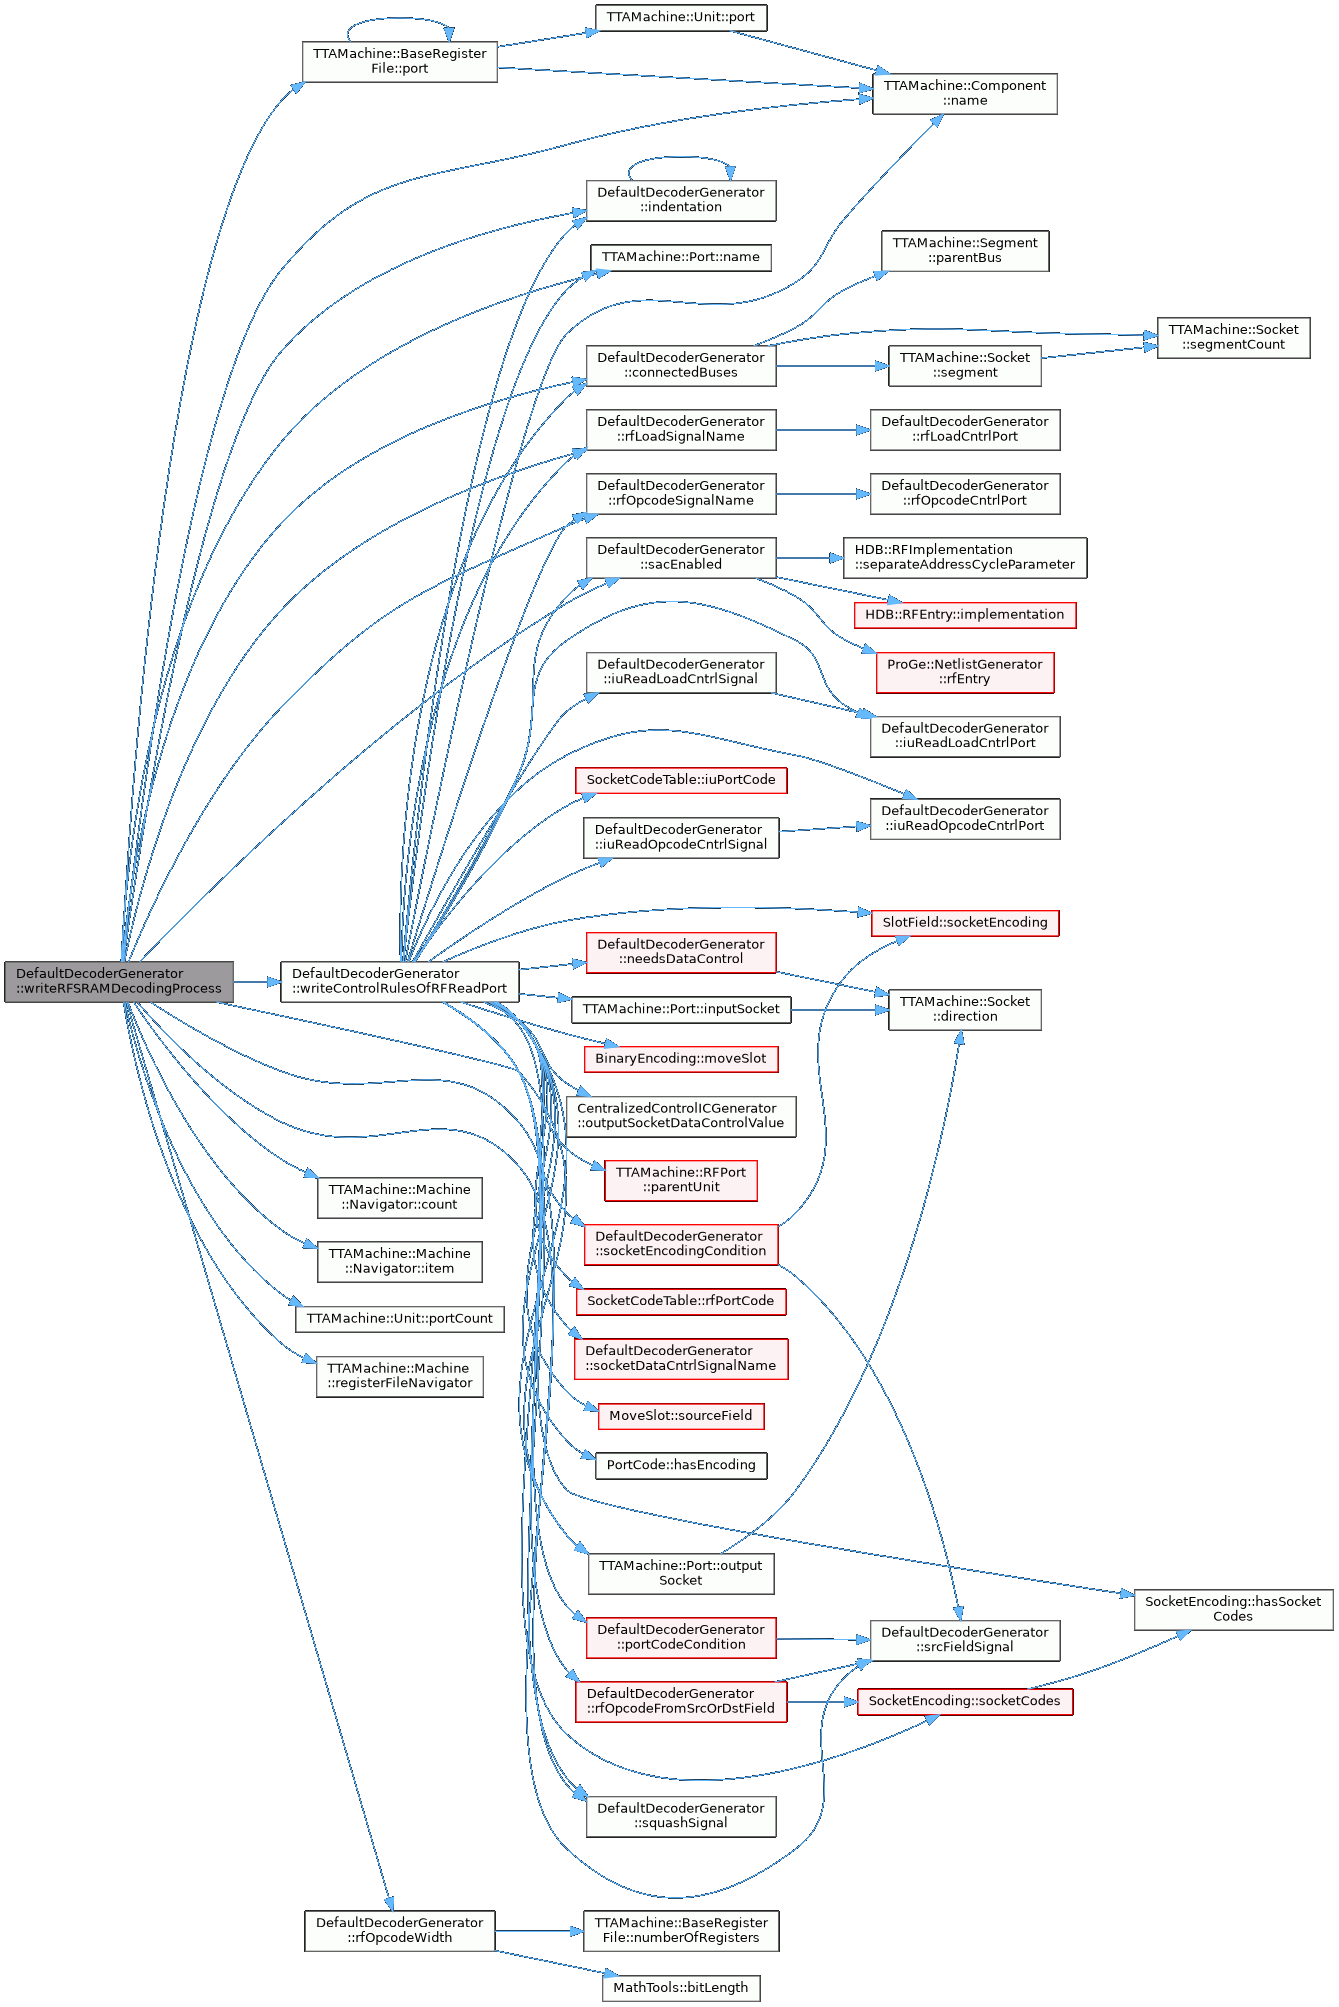 TTAMachine::Unit::port
TTAMachine::BaseRegister
File::port
TTAMachine::Component
::name
DefaultDecoderGenerator
::indentation
TTAMachine::Segment
::parentBus
TTAMachine::Port::name
TTAMachine::Socket
::segmentCount
DefaultDecoderGenerator
::connectedBuses
TTAMachine::Socket
::segment
DefaultDecoderGenerator
::rfLoadSignalName
DefaultDecoderGenerator
::rfLoadCntrlPort
DefaultDecoderGenerator
::rfOpcodeSignalName
DefaultDecoderGenerator
::rfOpcodeCntrlPort
DefaultDecoderGenerator
::sacEnabled
HDB::RFImplementation
::separateAddressCycleParameter
HDB::RFEntry::implementation
DefaultDecoderGenerator
::iuReadLoadCntrlSignal
ProGe::NetlistGenerator
::rfEntry
DefaultDecoderGenerator
::iuReadLoadCntrlPort
SocketCodeTable::iuPortCode
DefaultDecoderGenerator
::iuReadOpcodeCntrlPort
DefaultDecoderGenerator
::iuReadOpcodeCntrlSignal
SlotField::socketEncoding
DefaultDecoderGenerator
::needsDataControl
DefaultDecoderGenerator
::writeRFSRAMDecodingProcess
DefaultDecoderGenerator
::writeControlRulesOfRFReadPort
TTAMachine::Port::inputSocket
TTAMachine::Socket
::direction
BinaryEncoding::moveSlot
CentralizedControlICGenerator
::outputSocketDataControlValue
TTAMachine::RFPort
::parentUnit
TTAMachine::Machine
::Navigator::count
DefaultDecoderGenerator
::socketEncodingCondition
TTAMachine::Machine
::Navigator::item
SocketCodeTable::rfPortCode
TTAMachine::Unit::portCount
DefaultDecoderGenerator
::socketDataCntrlSignalName
TTAMachine::Machine
::registerFileNavigator
MoveSlot::sourceField
PortCode::hasEncoding
TTAMachine::Port::output
Socket
SocketEncoding::hasSocket
Codes
DefaultDecoderGenerator
::portCodeCondition
DefaultDecoderGenerator
::srcFieldSignal
DefaultDecoderGenerator
::rfOpcodeFromSrcOrDstField
SocketEncoding::socketCodes
DefaultDecoderGenerator
::squashSignal
DefaultDecoderGenerator
::rfOpcodeWidth
TTAMachine::BaseRegister
File::numberOfRegisters
MathTools::bitLength